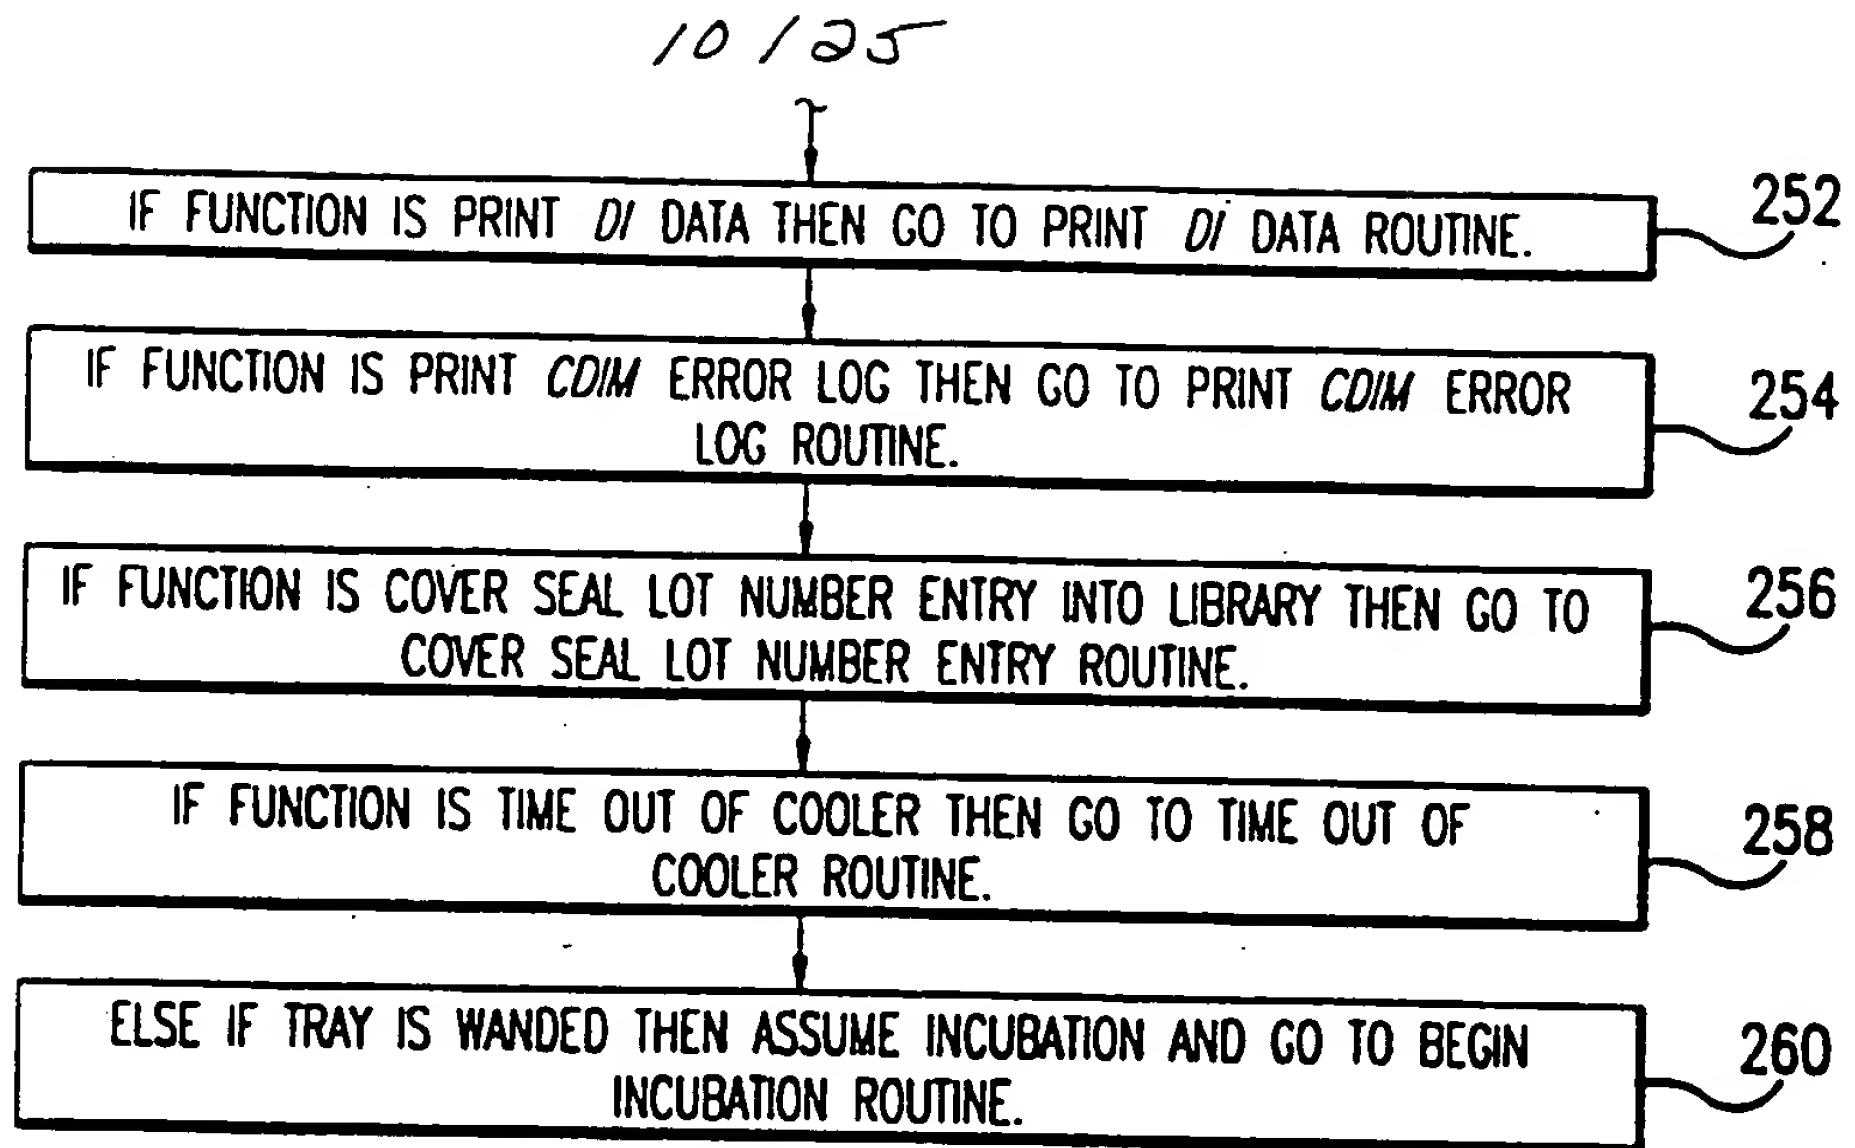 10/25
IF FUNCTION IS PRINT DI DATA THEN GO TO PRINT DI DATA ROUTINE.
252
IF FUNCTION IS PRINT CDIM ERROR LOG THEN GO TO PRINT CDIM ERROR
LOG ROUTINE.
254
IF FUNCTION IS COVER SEAL LOT NUMBER ENTRY INTO LIBRARY THEN GO TO
COVER SEAL LOT NUMBER ENTRY ROUTINE.
256
IF FUNCTION IS TIME OUT OF COOLER THEN GO TO TIME OUT OF
COOLER ROUTINE.
258
ELSE IF TRAY IS WANDED THEN ASSUME INCUBATION AND GO TO BEGIN
INCUBATION ROUTINE.
260